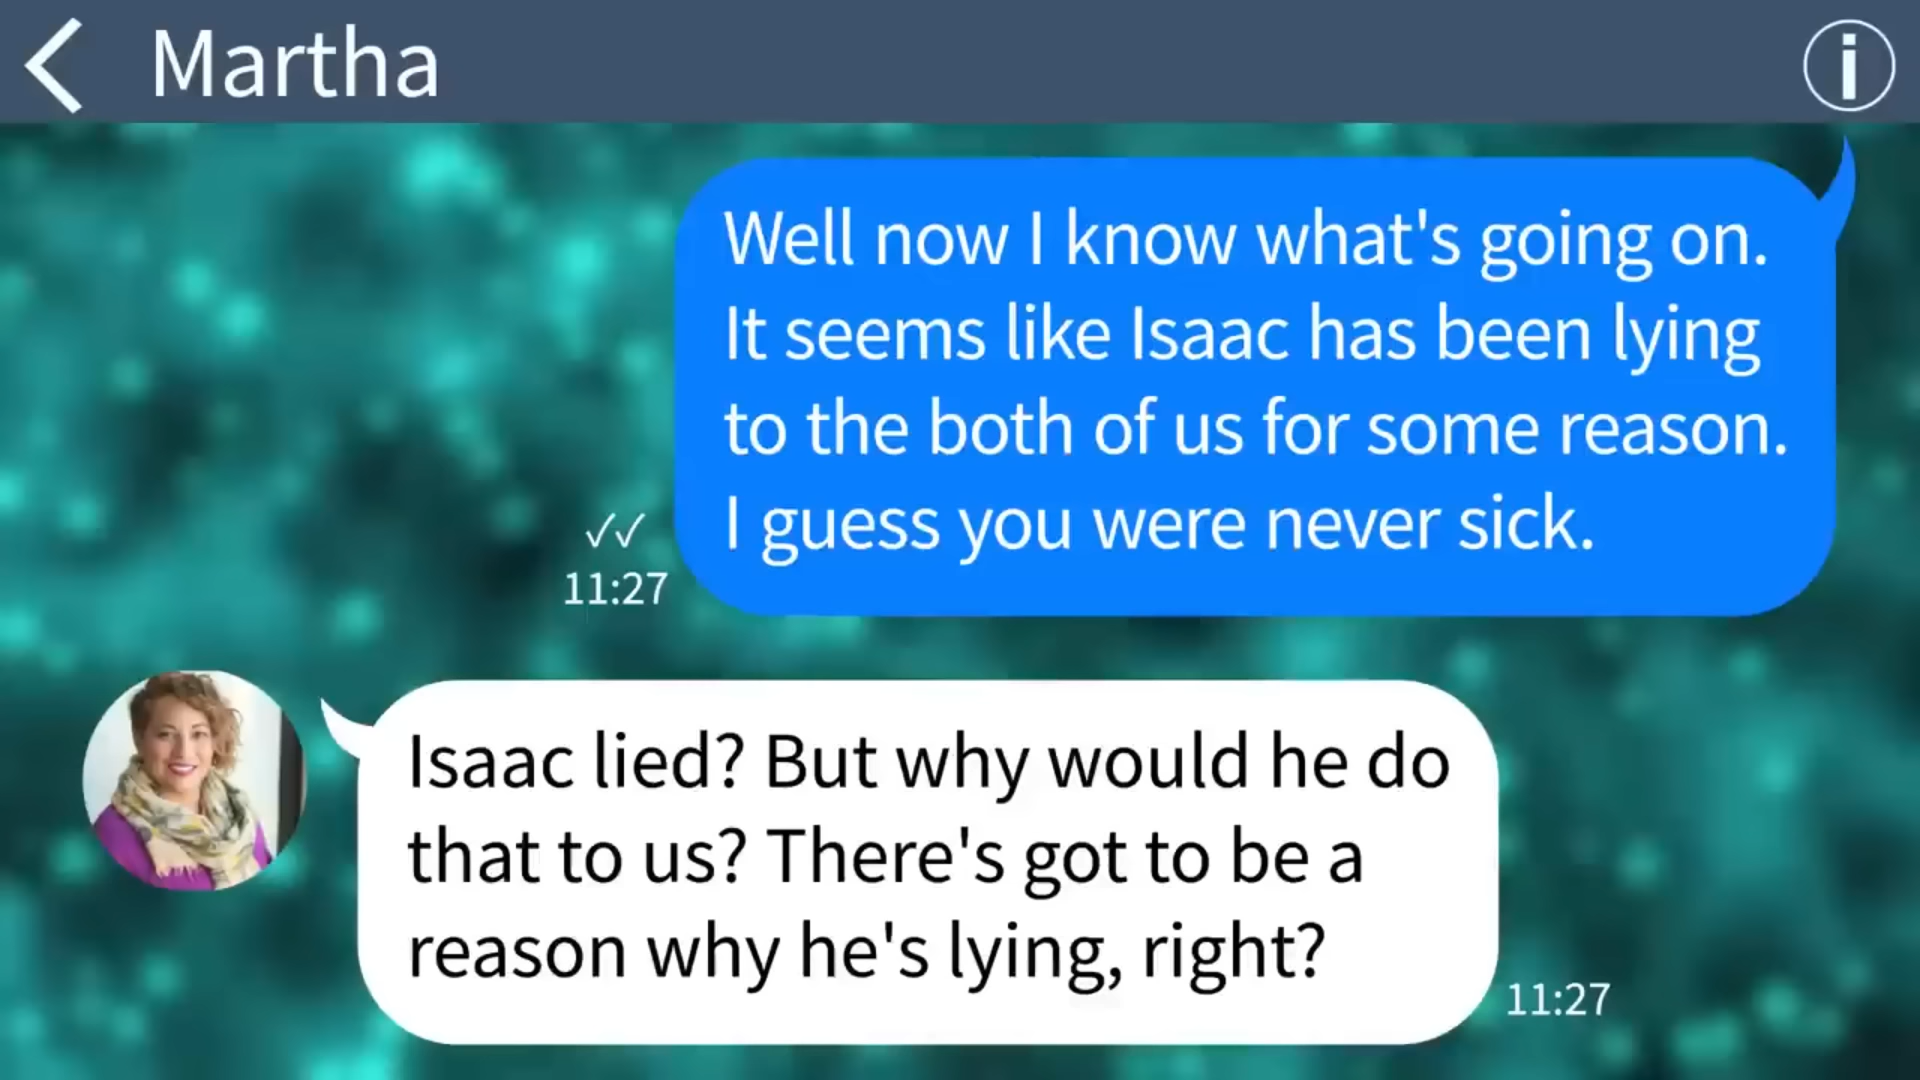 Martha
Well now I know what's going on.
It seems like Isaac has been lying
to the both of us for some reason.
I guess you were never sick.
✓✓
11:27
Isaac lied? But why would he do
that to us? There's got to be a
reason why he's lying, right?
11:27